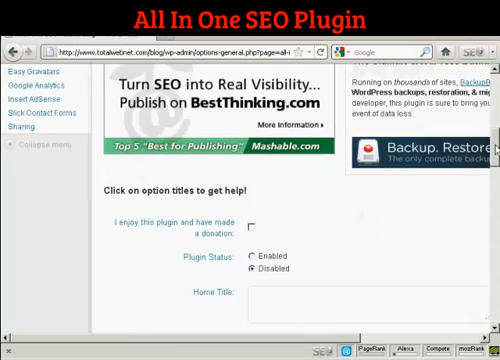 All In One SEO Plugin
http://www.totalwebnet.com/blog/wp-admin/options-general.php?page=all-i
Google
SEO
Easy Gravatars
Google Analytics
Insert AdSense
Slick Contact Forms
Sharing
Collapse menu
Turn SEO into Real Visibility...
Publish on BestThinking.com
More Information
Top 5 "Best for Publishing" Mashable.com
Running on thousands of sites, BackupB
WordPress backups, restoration, & mig
developer, this plugin is sure to bring you
event of data loss.
Backup. Restore
The only complete backup
Click on option titles to get help!
I enjoy this plugin and have made
a donation:
Plugin Status:
Enabled
Disabled
Home Title:
SEO
PageRank
Alexa
Compete
mozRank